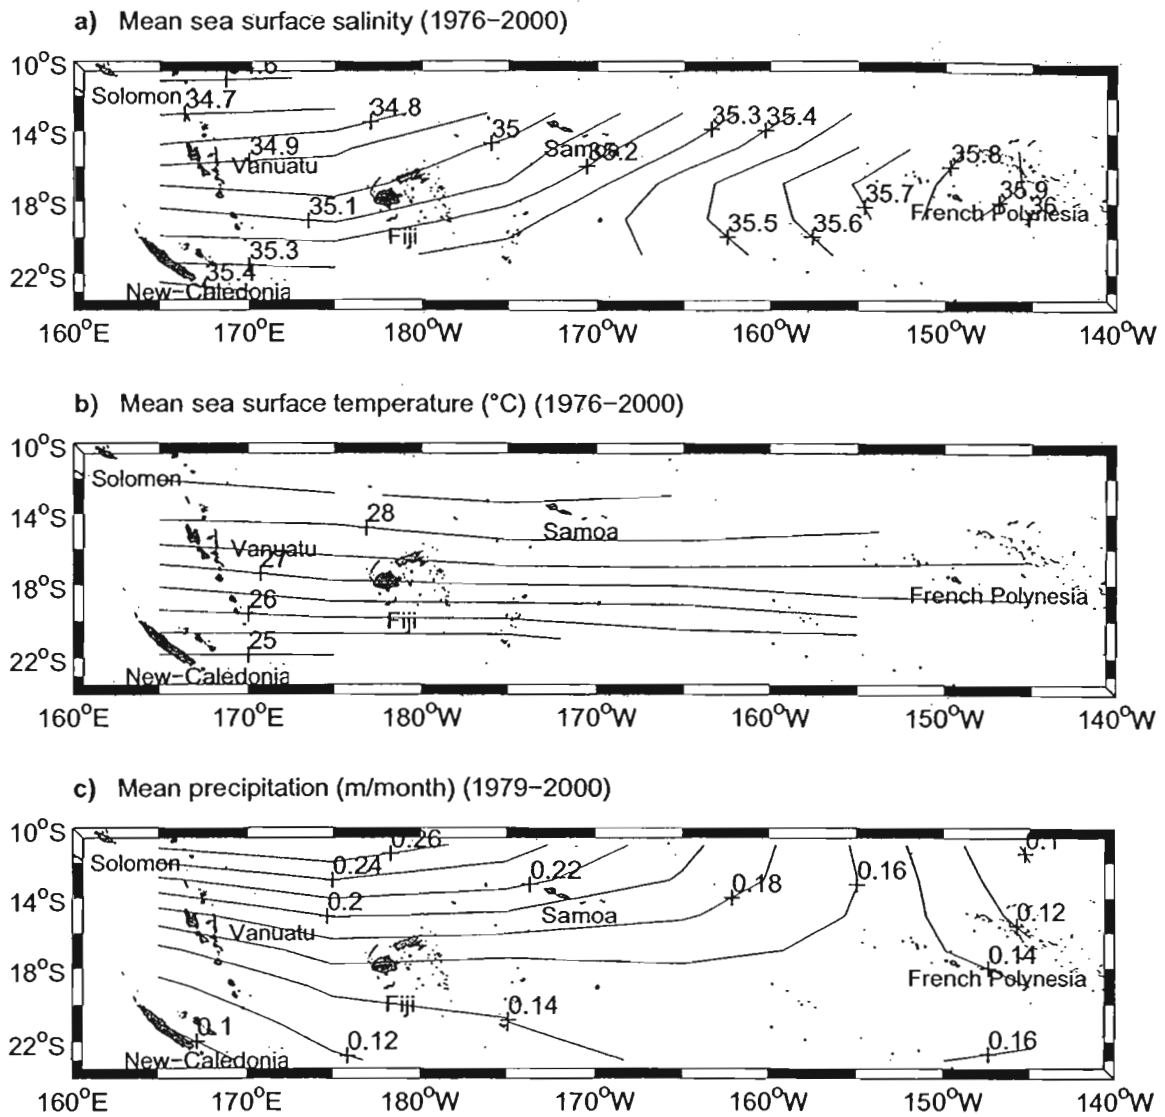 a) Mean sea surface salinity (1976−2000)
10°S
Solomon
34.7
34.8
35.3
35.4
14°S
34.9
35
Samoa
35.2
Vanuatu
35.8
18°S
35.1
35.7
35.9
36
French Polynesia
Fiji
35.5
35.6
35.3
22°S
35.4
New−Caledonia
160°E 170°E 180°W 170°W 160°W 150°W 140°W
b) Mean sea surface temperature (°C) (1976−2000)
10°S
Solomon
14°S
28
Samoa
Vanuatu
27
18°S
French Polynesia
26
Fiji
25
22°S
New−Caledonia
160°E 170°E 180°W 170°W 160°W 150°W 140°W
c) Mean precipitation (m/month) (1979−2000)
10°S
0.26
0.1
Solomon
0.24
0.22
0.18
0.16
14°S
0.2
Samoa
0.12
Vanuatu
0.14
18°S
French Polynesia
Fiji
0.14
0.1
0.12
0.16
22°S
New−Caledonia
160°E 170°E 180°W 170°W 160°W 150°W 140°W